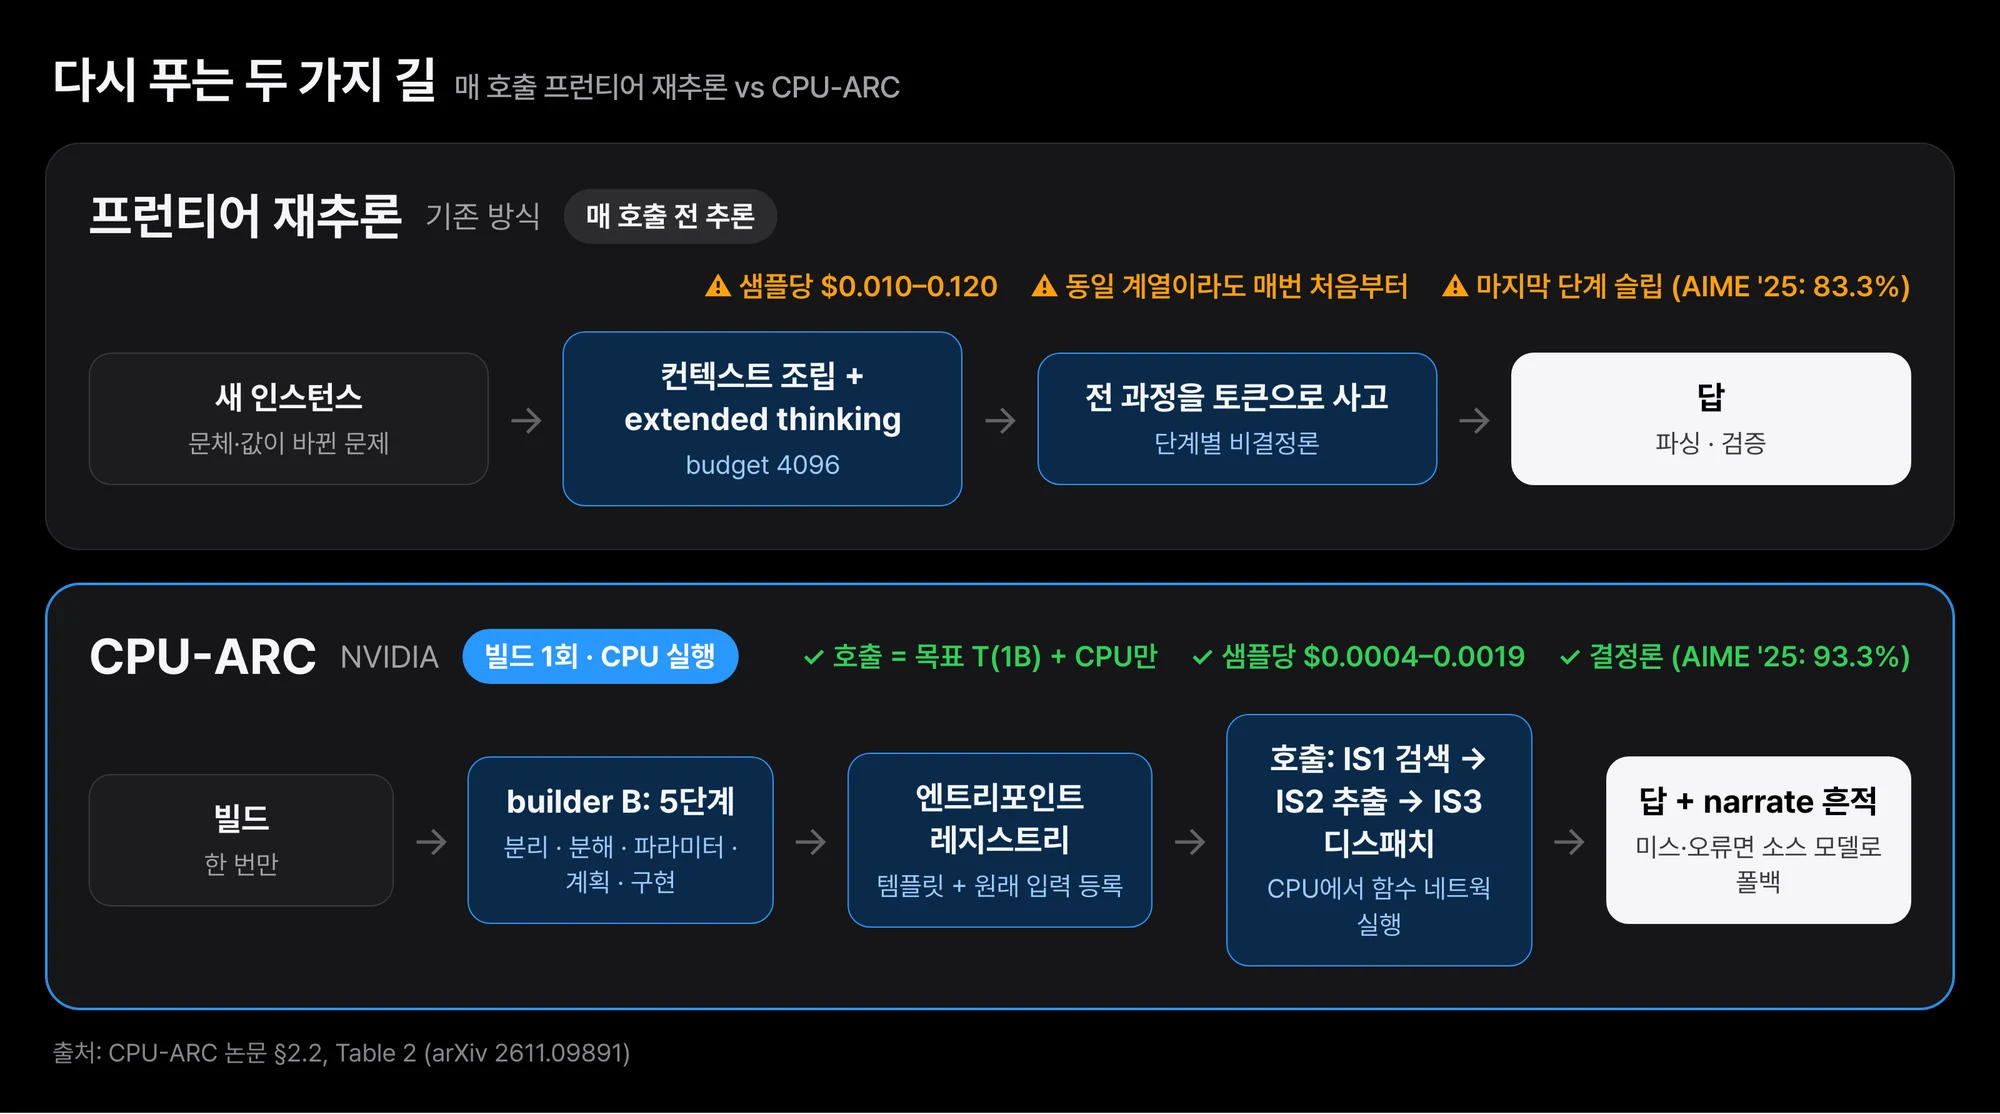 다시 푸는 두 가지 길 매 호출 프런티어 재추론 vs CPU-ARC
프런티어 재추론 기존 방식 매 호출 전 추론
⚠ 샘플당 $0.010–0.120 ⚠ 동일 계열이라도 매번 처음부터 ⚠ 마지막 단계 슬립 (AIME '25: 83.3%)
새 인스턴스
문체·값이 바뀐 문제
→
컨텍스트 조립 +
extended thinking
budget 4096
→
전 과정을 토큰으로 사고
단계별 비결정론
→
답
파싱 · 검증
CPU-ARC NVIDIA 빌드 1회 · CPU 실행 ✓ 호출 = 목표 T(1B) + CPU만 ✓ 샘플당 $0.0004–0.0019 ✓ 결정론 (AIME '25: 93.3%)
빌드
한 번만
→
builder B: 5단계
분리 · 분해 · 파라미터 ·
계획 · 구현
→
엔트리포인트
레지스트리
템플릿 + 원래 입력 등록
→
호출: IS1 검색 →
IS2 추출 → IS3
디스패치
CPU에서 함수 네트웍
실행
→
답 + narrate 흔적
미스·오류면 소스 모델로
폴백
출처: CPU-ARC 논문 §2.2, Table 2 (arXiv 2611.09891)